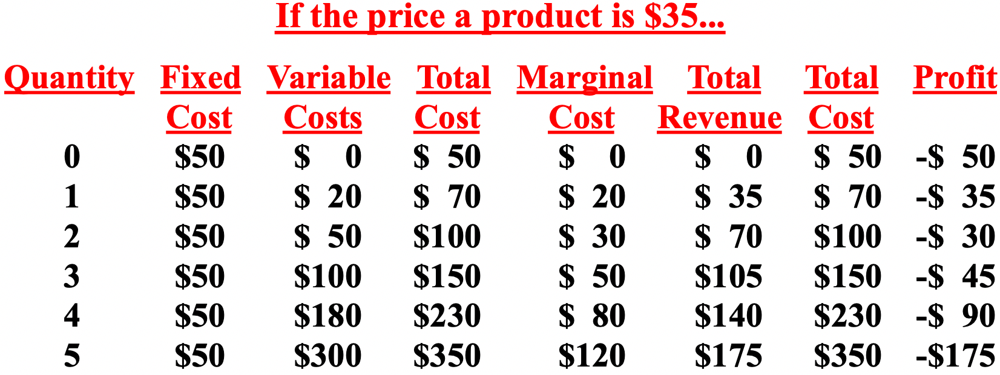 If the price a product is $35...
Quantity Fixed Variable Total Marginal Total Total Profit
Cost Costs Cost Cost Revenue Cost
0 $50 $ 0 $ 50 $ 0 $ 0 $ 50 -$ 50
1 $50 $ 20 $ 70 $ 20 $ 35 $ 70 -$ 35
2 $50 $ 50 $100 $ 30 $ 70 $100 -$ 30
3 $50 $100 $150 $ 50 $105 $150 -$ 45
4 $50 $180 $230 $ 80 $140 $230 -$ 90
5 $50 $300 $350 $120 $175 $350 -$175